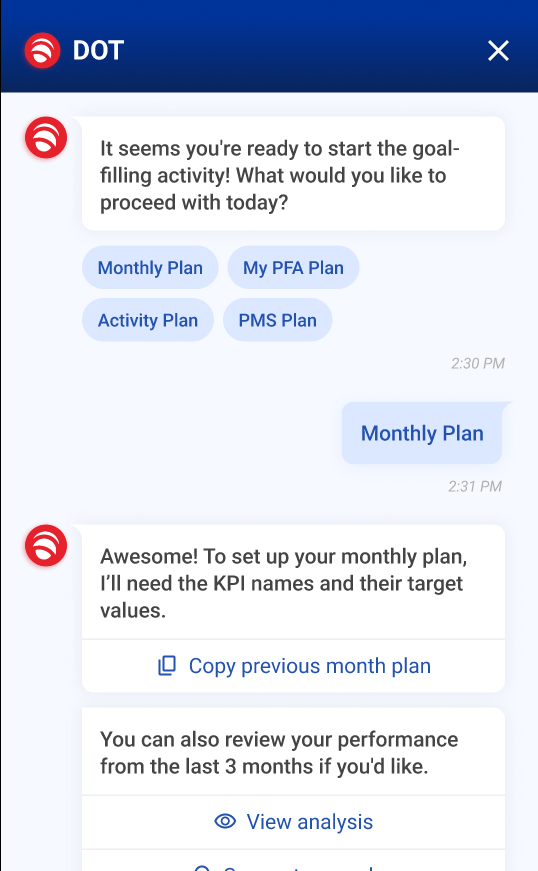 DOT
It seems you're ready to start the goal-
filling activity! What would you like to
proceed with today?
Monthly Plan
My PFA Plan
Activity Plan
PMS Plan
2:30 PM
Monthly Plan
2:31 PM
Awesome! To set up your monthly plan,
I’ll need the KPI names and their target
values.
Copy previous month plan
You can also review your performance
from the last 3 months if you'd like.
View analysis